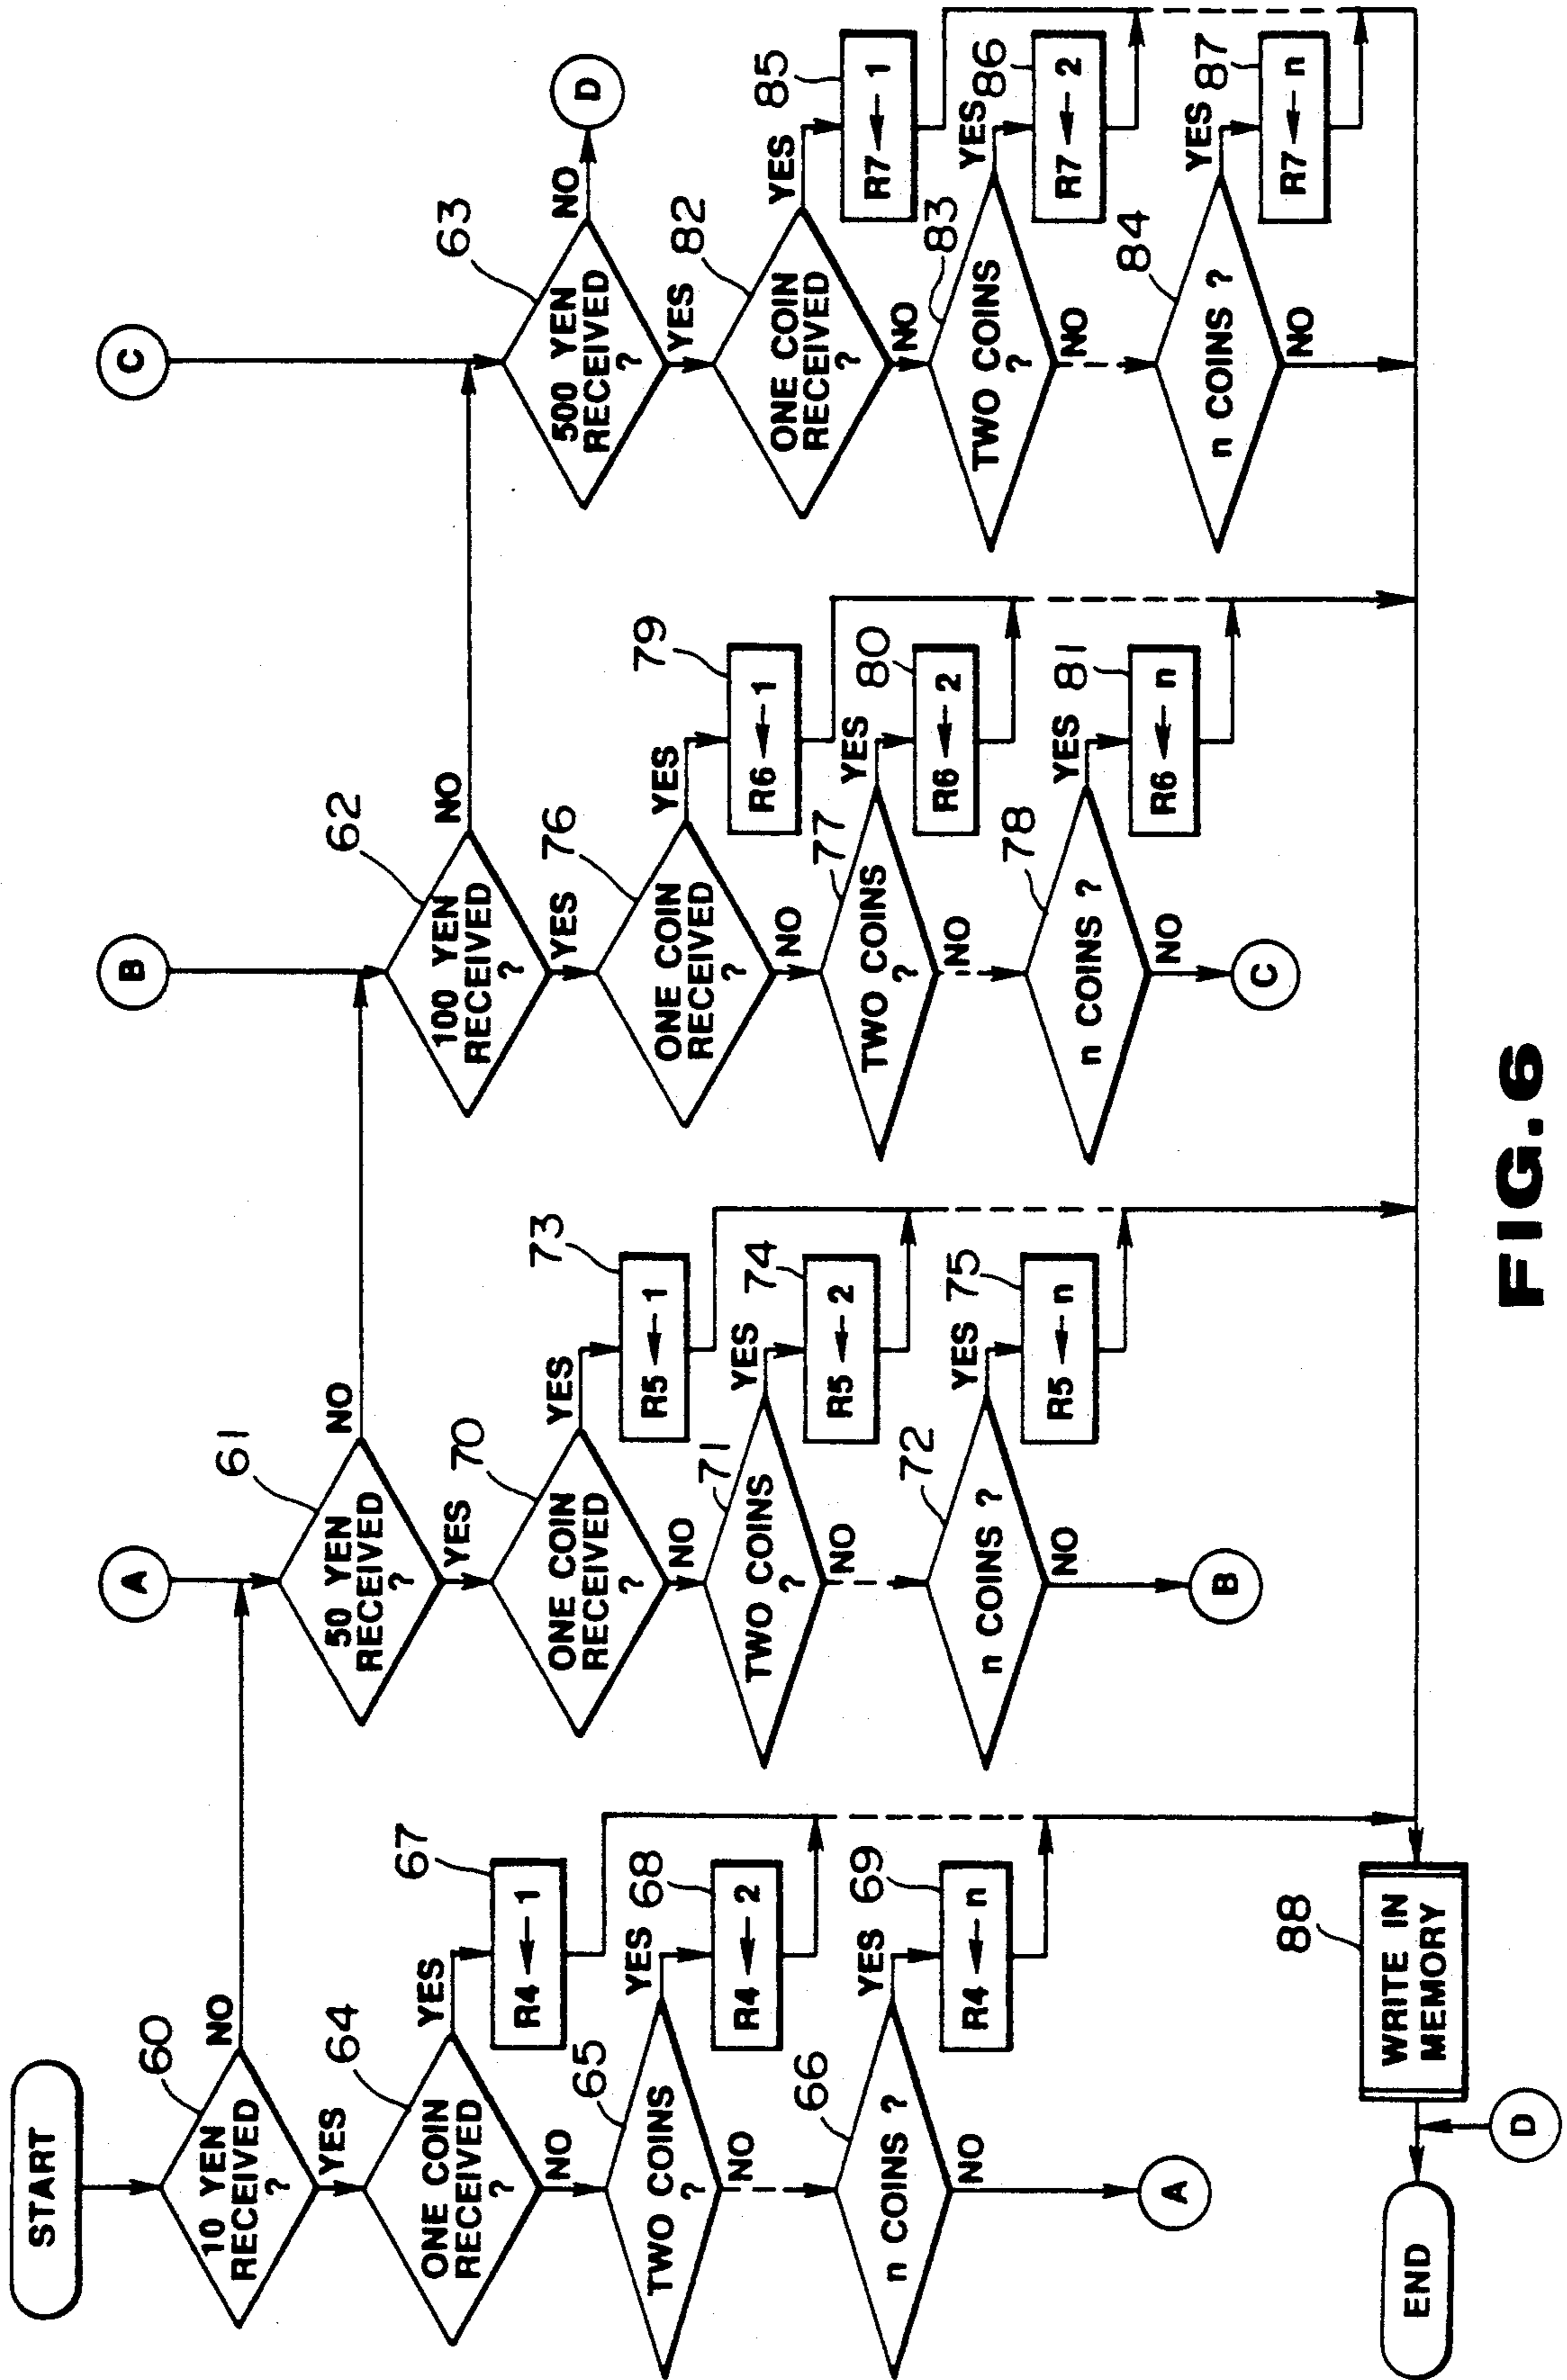 START
60
10 YEN
RECEIVED
?
NO
YES
64
ONE COIN
RECEIVED
?
YES
67
R4 ← 1
NO
65
TWO COINS
?
YES
68
R4 ← 2
NO
66
n COINS ?
YES
69
R4 ← n
NO
A
A
61
50 YEN
RECEIVED
?
NO
YES
70
ONE COIN
RECEIVED
?
YES
73
R5 ← 1
NO
71
TWO COINS
?
YES
74
R5 ← 2
NO
72
n COINS ?
YES
75
R5 ← n
NO
B
B
62
100 YEN
RECEIVED
?
NO
YES
76
ONE COIN
RECEIVED
?
YES
79
R6 ← 1
NO
77
TWO COINS
?
YES
80
R6 ← 2
NO
78
n COINS ?
YES
81
R6 ← n
NO
C
C
63
500 YEN
RECEIVED
?
NO
D
YES
82
ONE COIN
RECEIVED
?
YES
85
R7 ← 1
NO
83
TWO COINS
?
YES
86
R7 ← 2
NO
84
n COINS ?
YES
87
R7 ← n
NO
88
WRITE IN
MEMORY
END
D
FIG.6